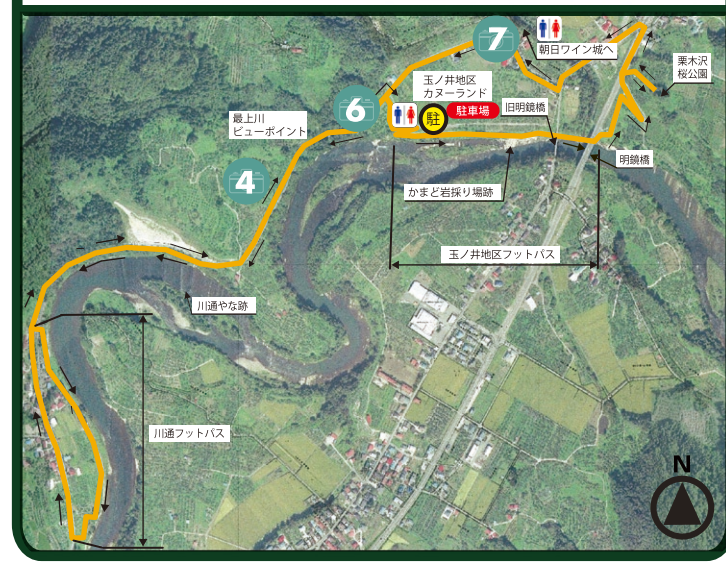 7
朝日ワイン城へ
栗木沢
桜公園
玉ノ井地区
カヌーランド
6
駐
駐車場
旧明鏡橋
最上川
ビューポイント
明鏡橋
4
かまど岩採り場跡
玉ノ井地区フットパス
川通やな跡
川通フットパス
N